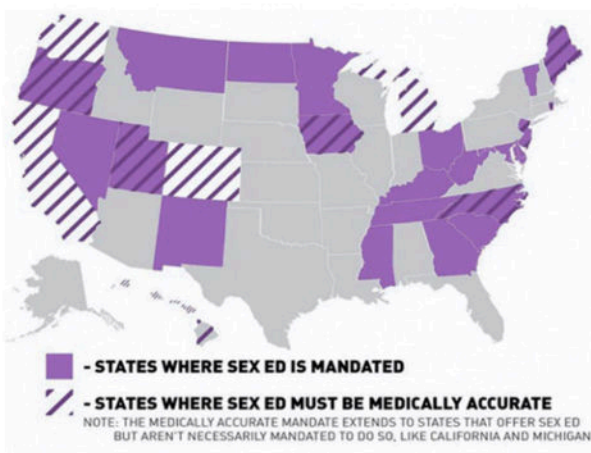 - STATES WHERE SEX ED IS MANDATED
- STATES WHERE SEX ED MUST BE MEDICALLY ACCURATE
NOTE: THE MEDICALLY ACCURATE MANDATE EXTENDS TO STATES THAT OFFER SEX ED
BUT AREN'T NECESSARILY MANDATED TO DO SO, LIKE CALIFORNIA AND MICHIGAN